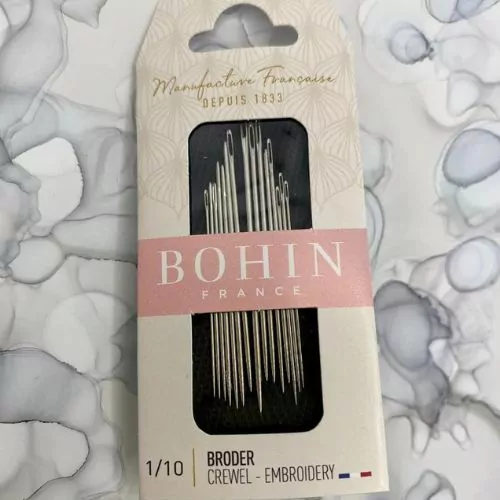 Manufacture Française
DEPUIS 1833
BOHIN
FRANCE
1/10
BRODER
CREWEL - EMBROIDERY